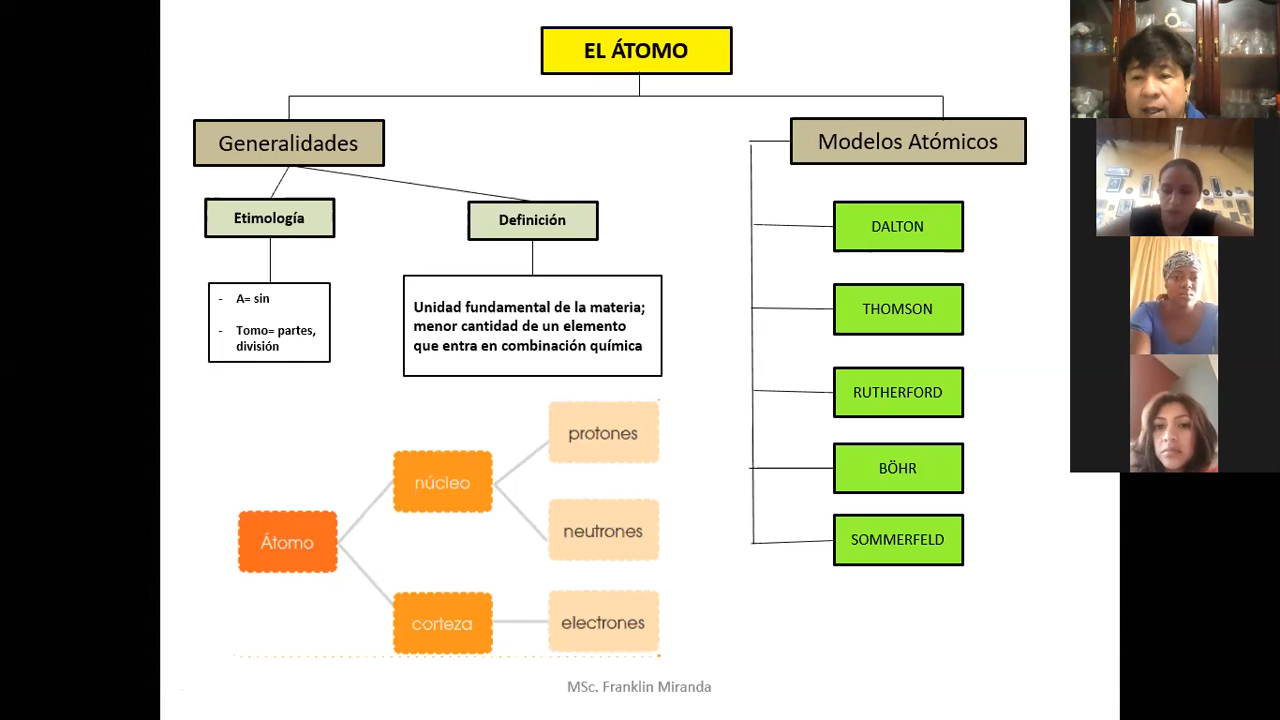 EL ÁTOMO
Generalidades
Modelos Atómicos
Etimología
Definición
- A= sin
- Tomo= partes,
división
Unidad fundamental de la materia;
menor cantidad de un elemento
que entra en combinación química
DALTON
THOMSON
RUTHERFORD
BÖHR
SOMMERFELD
Átomo
núcleo
corteza
protones
neutrones
electrones
MSc. Franklin Miranda